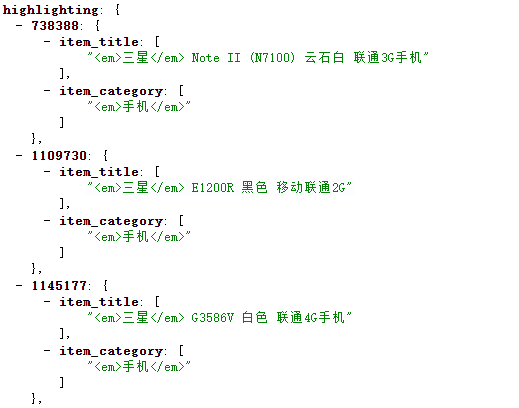 highlighting: {
- 738388: {
- item_title: [
"<em>三星</em> Note II (N7100) 云石白 联通3G手机"
],
- item_category: [
"<em>手机</em>"
]
},
- 1109730: {
- item_title: [
"<em>三星</em> E1200R 黑色 移动联通2G"
],
- item_category: [
"<em>手机</em>"
]
},
- 1145177: {
- item_title: [
"<em>三星</em> G3586V 白色 联通4G手机"
],
- item_category: [
"<em>手机</em>"
]
},